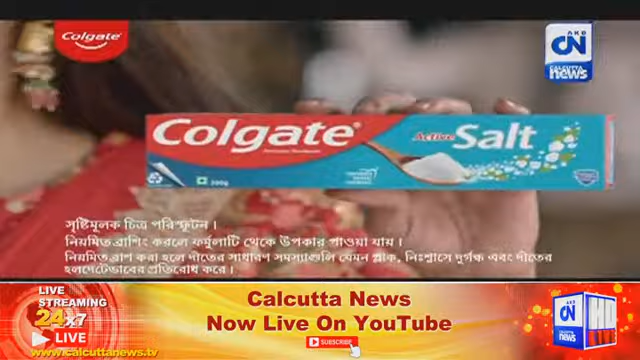 Colgate
AKD
CN
CALCUTTA
news
Colgate
Active Salt
200g
সৃষ্টিমূলক চিত্র পরিস্ফুটন ।
নিয়মিত ব্রাশিং করলে ফর্মুলাটি থেকে উপকার পাওয়া যায় ।
নিয়মিত ব্রাশ করা হলে দাঁতের সাধারণ সমস্যাগুলি যেমন প্লাক, নিঃশ্বাসে দুর্গন্ধ এবং দাঁতের
হলদেটেভাবের প্রতিরোধ করে ।
LIVE
STREAMING
24x7
LIVE
www.calcuttanews.tv
Calcutta News
Now Live On YouTube
SUBSCRIBE
AKD
CN
CALCUTTA
news
HD
LIVE